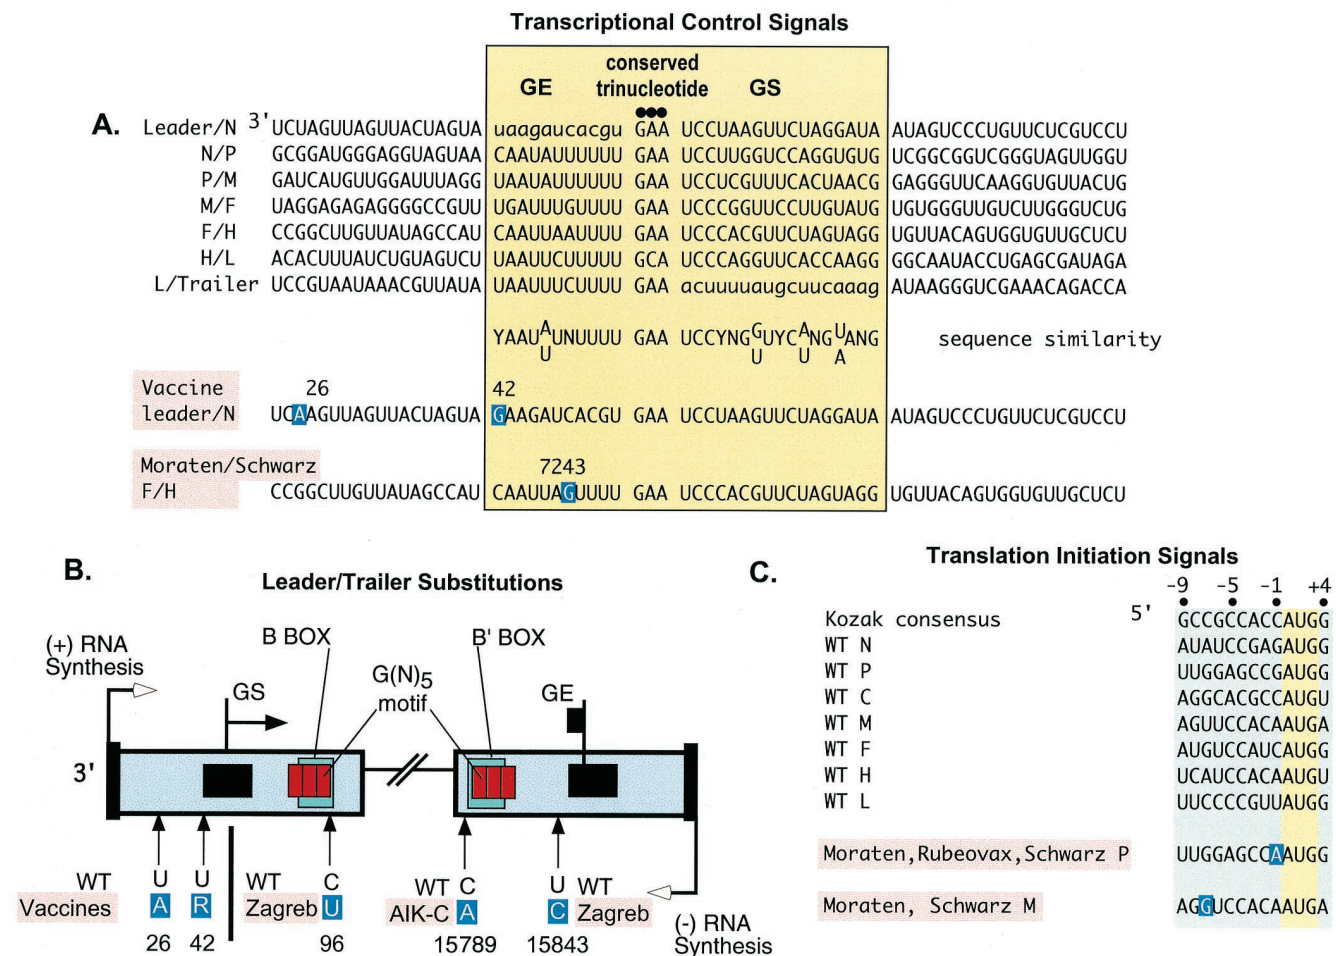 Transcriptional Control Signals
conserved
GE trinucleotide GS
A.
Leader/N 3' UCUAGUUAGUUACUAGUA uaagaucacgu GAA UCCUAAGUUCUAGGAUA AUAGUCCCUGUUCUCGUCCU
N/P GCGGAUGGGAGGUAGUAA CAAUAUUUUUU GAA UCCUUGGUCCAGGUGUG UCGGCGGUCGGGUAGUUGGU
P/M GAUCAUGUUGGAUUUAGG UAAUAUUUUUU GAA UCCUCGUUUCACUAACG GAGGGUUCAAGGUGUUACUG
M/F UAGGAGAGAGGGGCCGUU UGAUUUGUUUU GAA UCCCGGUUCCUUGUAUG UGUGGGUUGUCUUGGGUCUG
F/H CCGGCUUGUUAUAGCCAU CAAUUAAUUUU GAA UCCCACGUUCUAGUAGG UGUUACAGUGGUGUUGCUCU
H/L ACACUUUAUCUGUAGUCU UAAUUCUUUUU GCA UCCCAGGUUCACCAAGG GGCAAUACCUGAGCGAUAGA
L/Trailer UCCGUAAUAAACGUUAUA UAAUUUCUUUU GAA acuuuuaugcuucaaag AUAAGGGUCGAAACAGACCA
YAAUAUNUUUU GAA UCCYNGGUYCANGUANG sequence similarity
U U U A
Vaccine 26 42
leader/N UCAAGUUAGUUACUAGUA GAAGAUCACGU GAA UCCUAAGUUCUAGGAUA AUAGUCCCUGUUCUCGUCCU
Moraten/Schwarz 7243
F/H CCGGCUUGUUAUAGCCAU CAAUUAGUUUU GAA UCCCACGUUCUAGUAGG UGUUACAGUGGUGUUGCUCU
B.
Leader/Trailer Substitutions
(+) RNA
Synthesis
B BOX
B' BOX
GS
G(N)5
motif
GE
3'
WT U U WT C WT C U WT
Vaccines A R Zagreb U AIK-C A C Zagreb
26 42 96 15789 15843
(-) RNA
Synthesis
C.
Translation Initiation Signals
-9 -5 -1 +4
Kozak consensus 5' GCCGCCACCAUGG
WT N AUAUCCGAGAUGG
WT P UUGGAGCCGAUGG
WT C AGGCACGCCAUGU
WT M AGUUCCACAAUGA
WT F AUGUCCAUCAUGG
WT H UCAUCCACAAUGU
WT L UUCCCCGUUAUGG
Moraten,Rubeovax,Schwarz P UUGGAGCCAAUGG
Moraten, Schwarz M AGGUCCACAAUGA